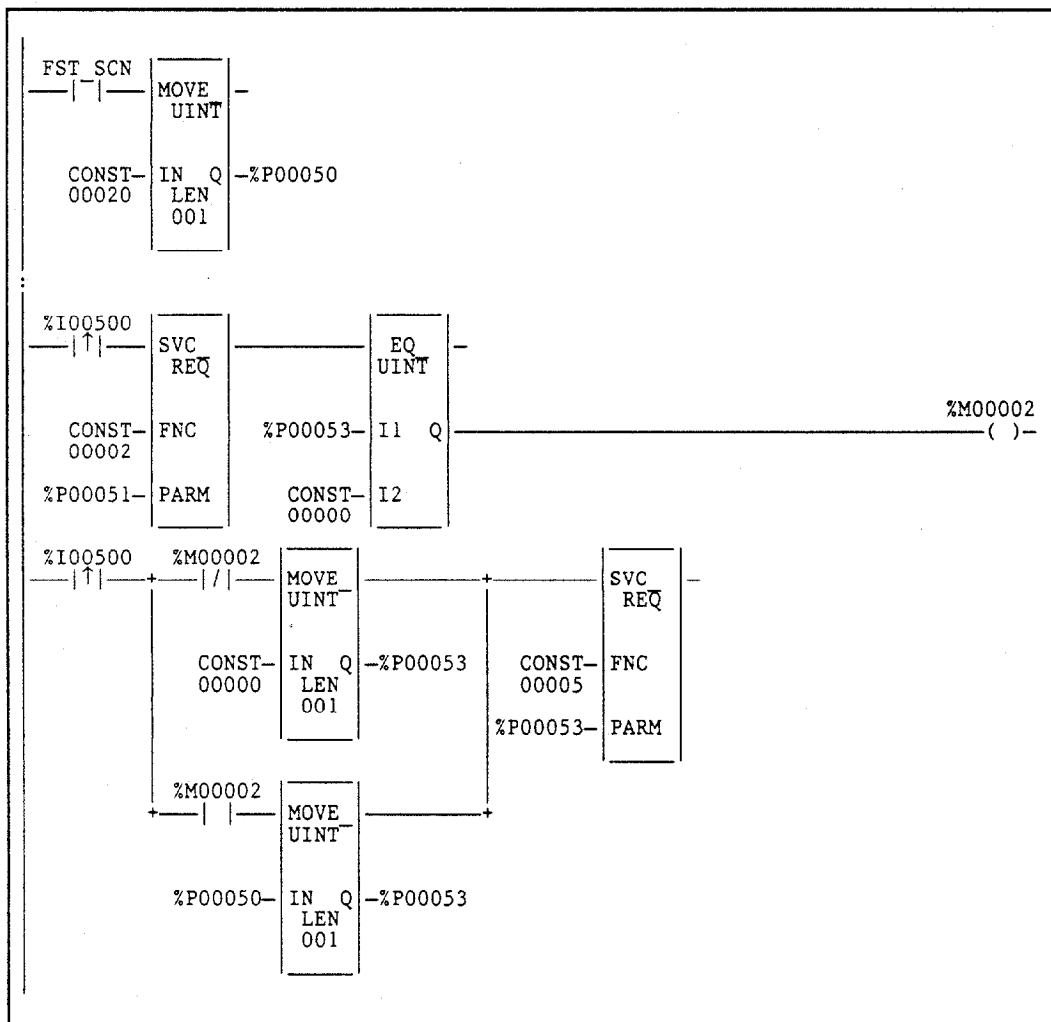 FST_SCN
MOVE_
UINT
CONST IN Q %P00050
00020 LEN
001
%I00500
SVC_ EQ_
REQ UINT
%M00002
( )
CONST FNC %P00053 I1 Q
00002
%P00051 PARM CONST I2
00000
%I00500 %M00002
↑ / MOVE_ SVC_
UINT REQ
CONST IN Q %P00053 CONST FNC
00000 LEN 00005
001
%P00053 PARM
%M00002
MOVE_
UINT
%P00050 IN Q %P00053
LEN
001